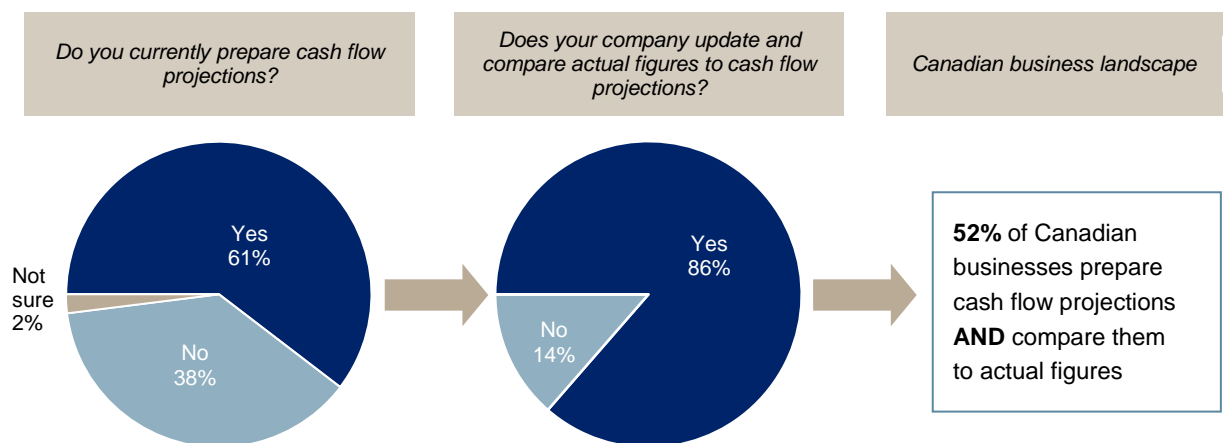 Do you currently prepare cash flow
projections?
Does your company update and
compare actual figures to cash flow
projections?
Canadian business landscape
Yes
61%
Not
sure
2%
No
38%
Yes
86%
No
14%
52% of Canadian
businesses prepare
cash flow projections
AND compare them
to actual figures